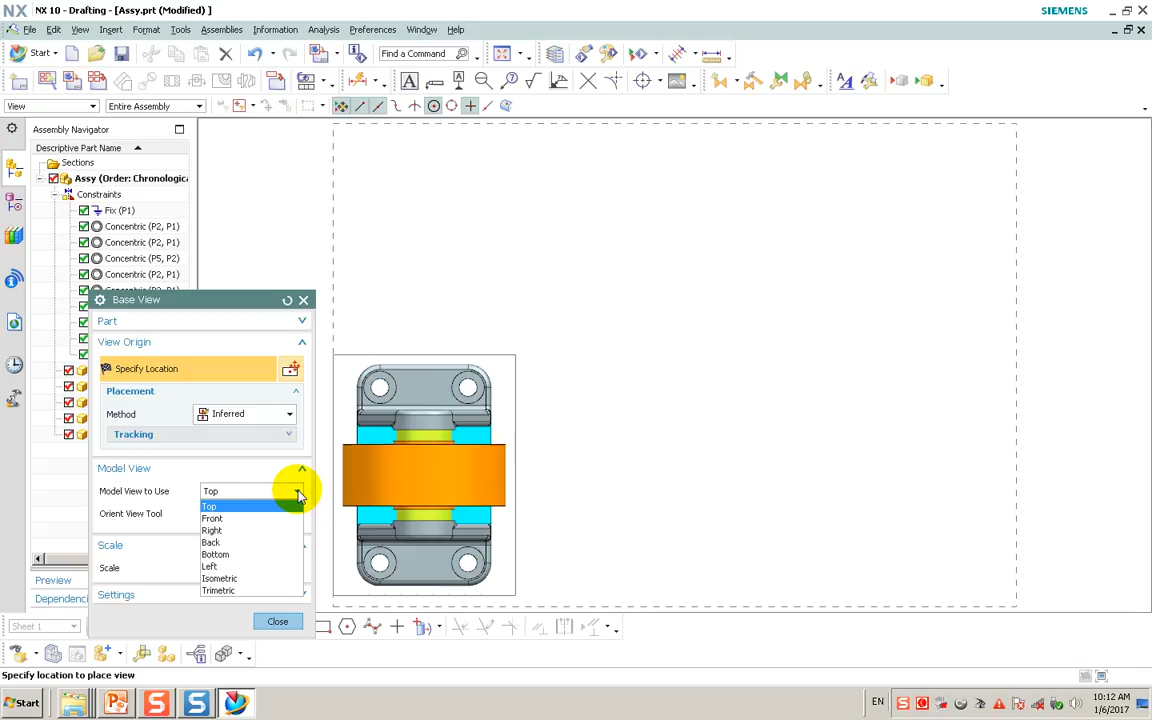 NX NX 10 - Drafting - [Assy.prt (Modified) ] SIEMENS
File Edit View Insert Format Tools Assemblies Information Analysis Preferences Window Help
Start Find a Command
View Entire Assembly
Assembly Navigator
Descriptive Part Name
Sections
Assy (Order: Chronologica
Constraints
Fix (P1)
Concentric (P2, P1)
Concentric (P2, P1)
Concentric (P5, P2)
Concentric (P2, P1)
Base View
Part
View Origin
Specify Location
Placement
Method Inferred
Tracking
Model View
Model View to Use Top
Top
Orient View Tool
Front
Right
Back
Bottom
Left
Isometric
Trimetric
Scale
Scale
Settings
Close
Preview
Dependenci
Sheet 1
Specify location to place view
Start EN 10:12 AM
1/6/2017